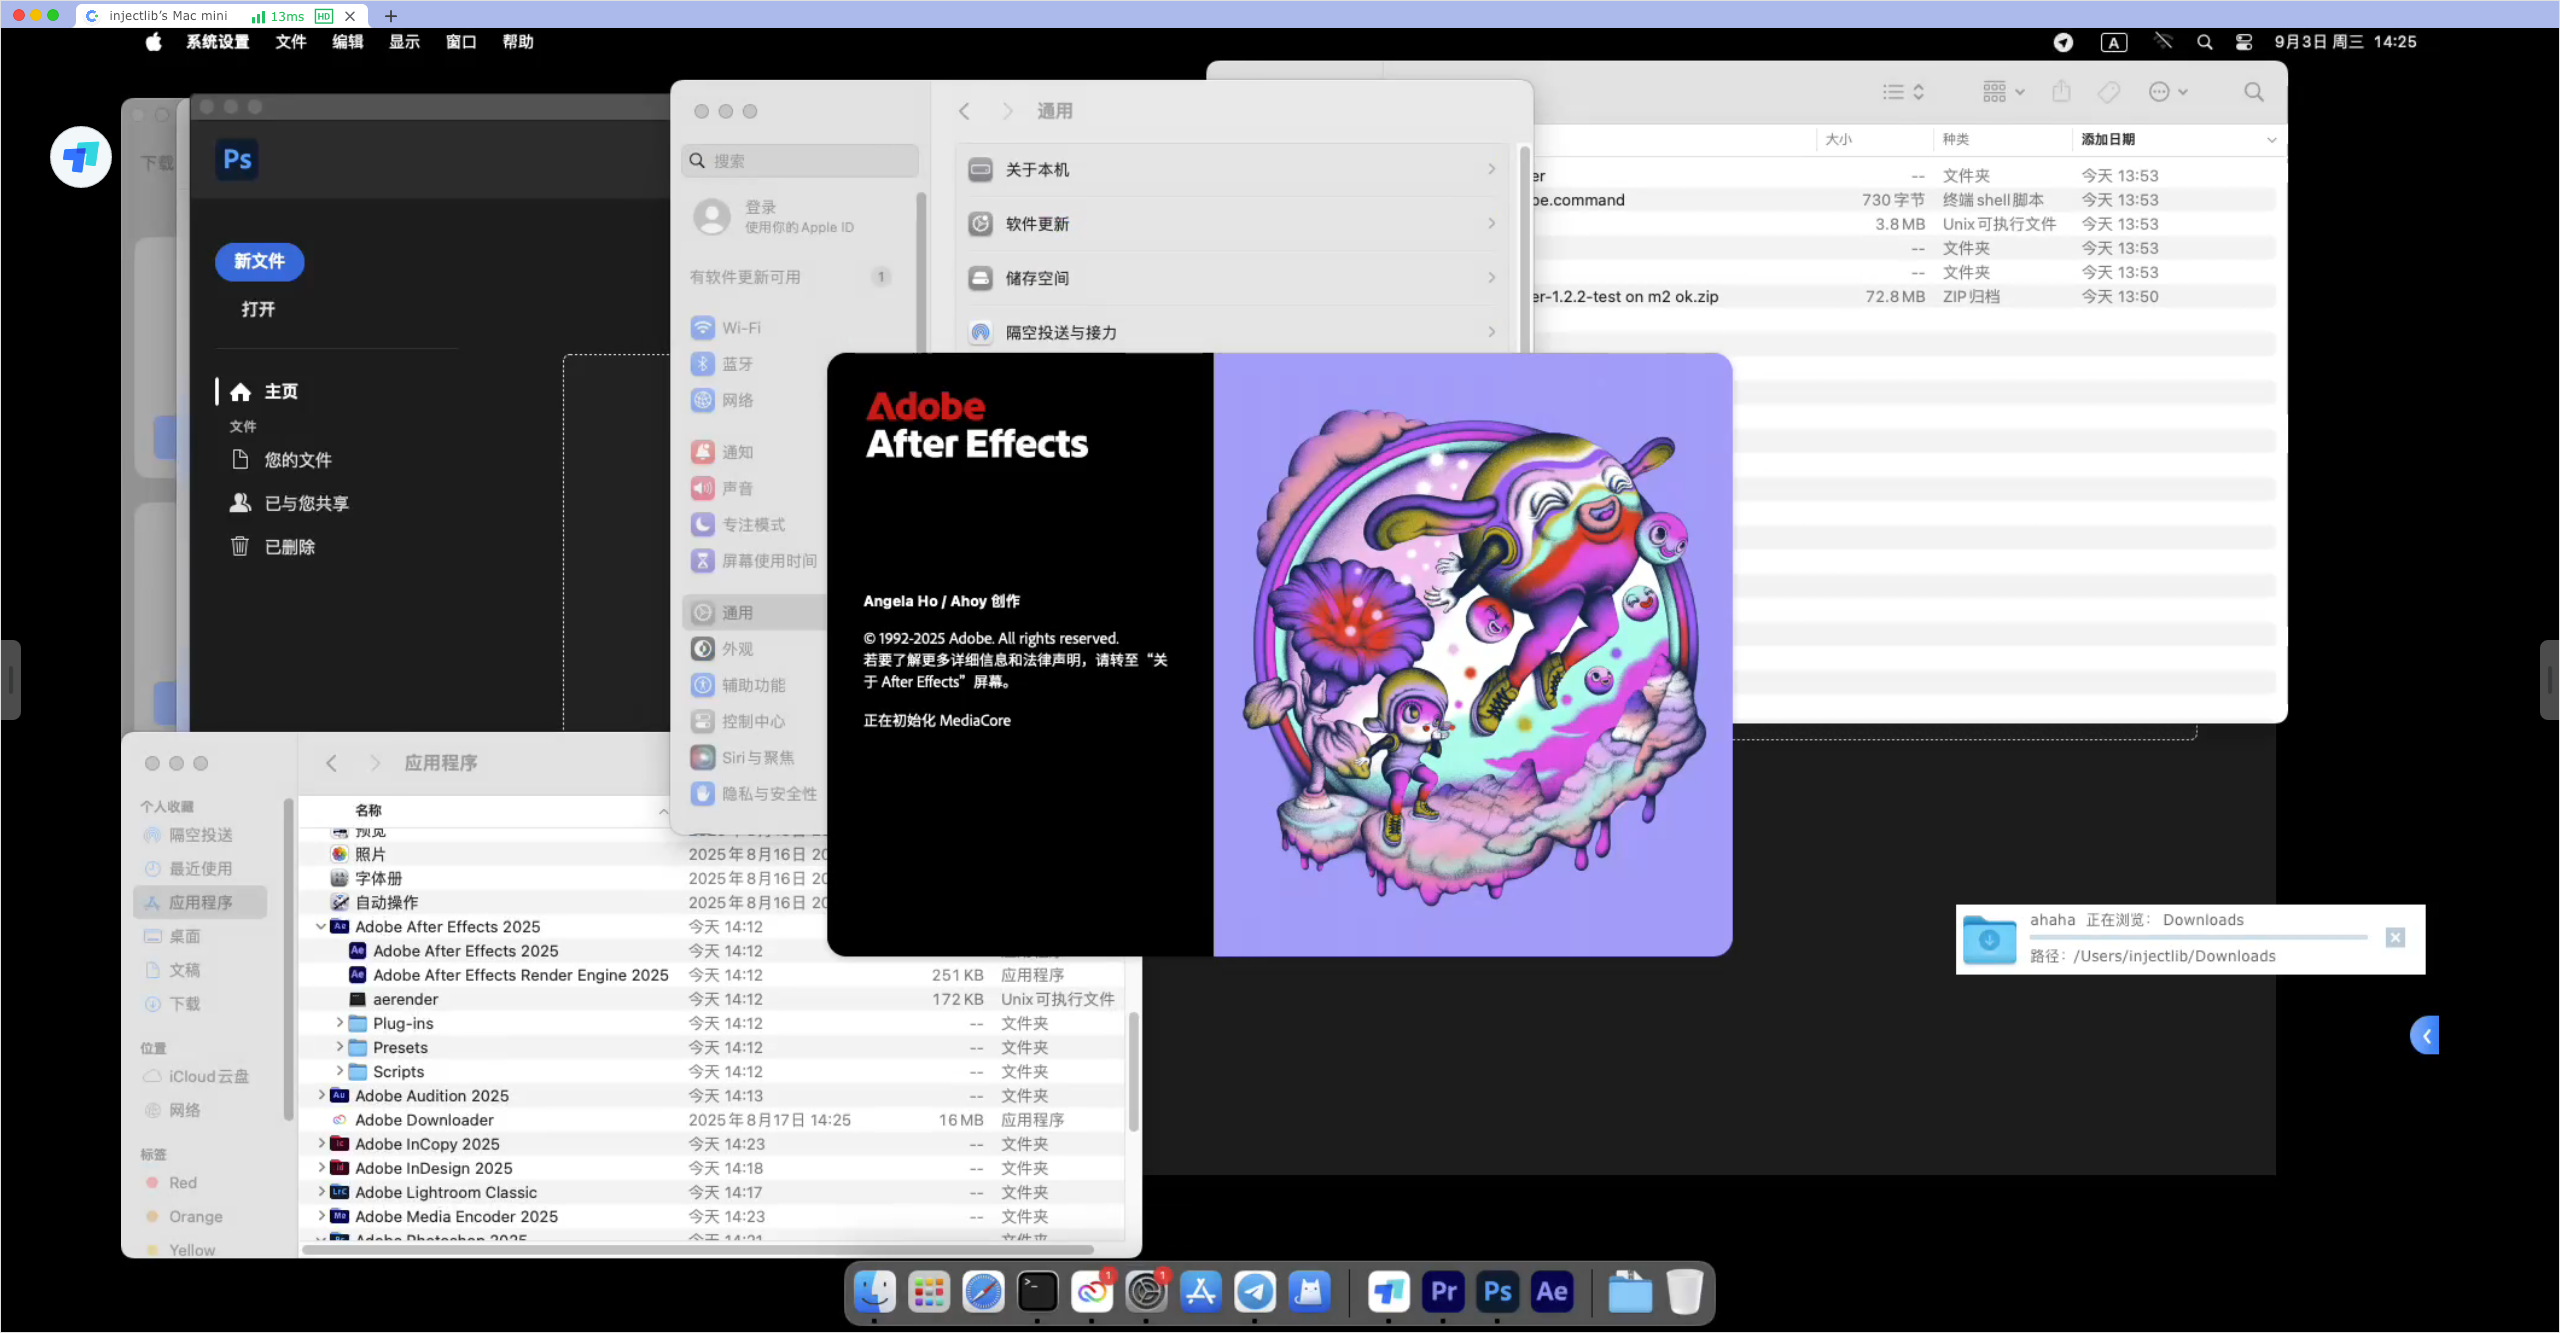 injectlib's Mac mini
13ms
HD
系统设置 文件 编辑 显示 窗口 帮助
A
9月3日 周三 14:25
下载
Ps
新文件
打开
主页
文件
您的文件
已与您共享
已删除
搜索
登录
使用你的 Apple ID
有软件更新可用
1
Wi-Fi
蓝牙
网络
通知
声音
专注模式
屏幕使用时间
通用
外观
辅助功能
控制中心
Siri 与聚焦
隐私与安全性
通用
关于本机
软件更新
储存空间
隔空投送与接力
大小 种类 添加日期
er -- 文件夹 今天 13:53
be.command 730 字节 终端 shell 脚本 今天 13:53
3.8 MB Unix 可执行文件 今天 13:53
-- 文件夹 今天 13:53
-- 文件夹 今天 13:53
er-1.2.2-test on m2 ok.zip 72.8 MB ZIP 归档 今天 13:50
Adobe
After Effects
Angela Ho / Ahoy 创作
© 1992-2025 Adobe. All rights reserved.
若要了解更多详细信息和法律声明，请转至“关
于 After Effects”屏幕。
正在初始化 MediaCore
应用程序
个人收藏
隔空投送
最近使用
应用程序
桌面
文稿
下载
位置
iCloud 云盘
网络
标签
Red
Orange
Yellow
名称
预览
照片 2025年8月16日 20
字体册 2025年8月16日 20
自动操作 2025年8月16日 20
Adobe After Effects 2025 今天 14:12
Adobe After Effects 2025 今天 14:12
Adobe After Effects Render Engine 2025 今天 14:12 251 KB 应用程序
aerender 今天 14:12 172 KB Unix 可执行文件
Plug-ins 今天 14:12 -- 文件夹
Presets 今天 14:12 -- 文件夹
Scripts 今天 14:12 -- 文件夹
Adobe Audition 2025 今天 14:13 -- 文件夹
Adobe Downloader 2025年8月17日 14:25 16 MB 应用程序
Adobe InCopy 2025 今天 14:23 -- 文件夹
Adobe InDesign 2025 今天 14:18 -- 文件夹
Adobe Lightroom Classic 今天 14:17 -- 文件夹
Adobe Media Encoder 2025 今天 14:23 -- 文件夹
Adobe Photoshop 2025 今天 14:21 -- 文件夹
ahaha 正在浏览： Downloads
路径：/Users/injectlib/Downloads
1
1
Pr
Ps
Ae